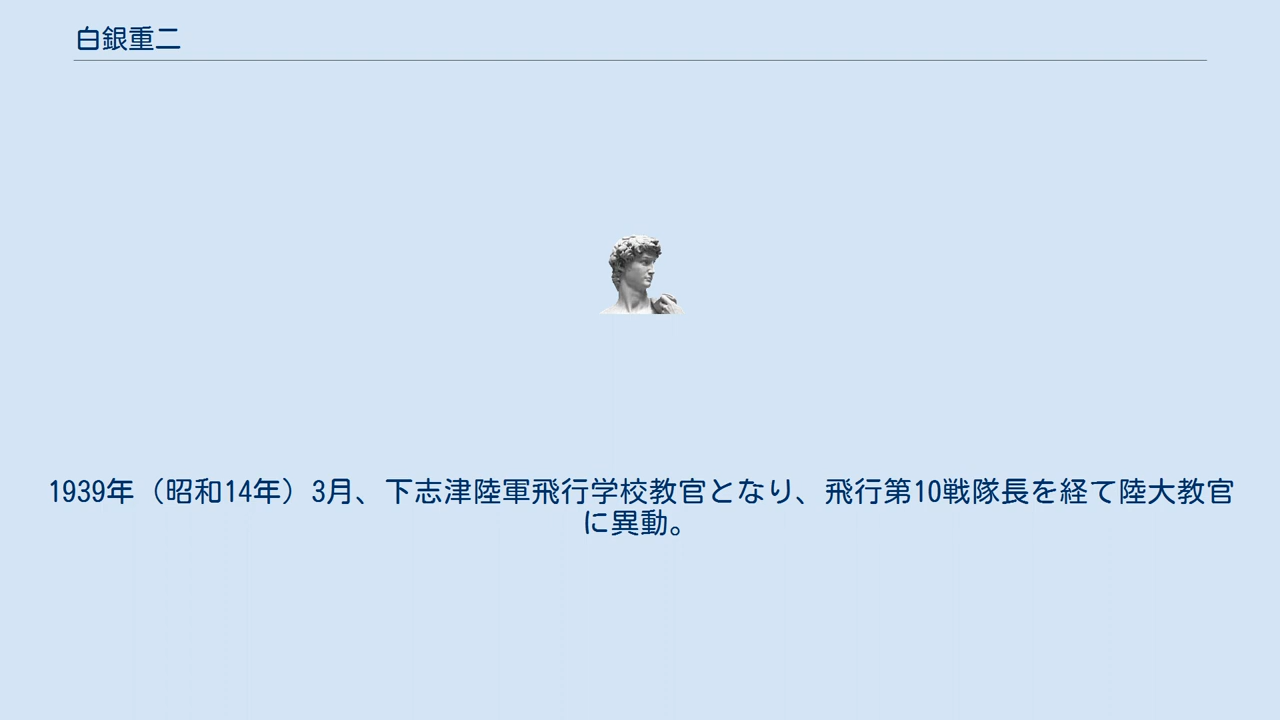 白銀重二
1939年（昭和14年）3月、下志津陸軍飛行学校教官となり、飛行第10戦隊長を経て陸大教官
に異動。